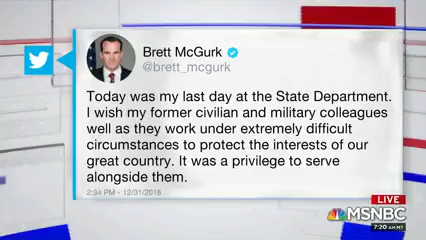 Brett McGurk
@brett_mcgurk
Today was my last day at the State Department.
I wish my former civilian and military colleagues
well as they work under extremely difficult
circumstances to protect the interests of our
great country. It was a privilege to serve
alongside them.
2:34 PM - 12/31/2018
LIVE
MSNBC
7:20 AM MT